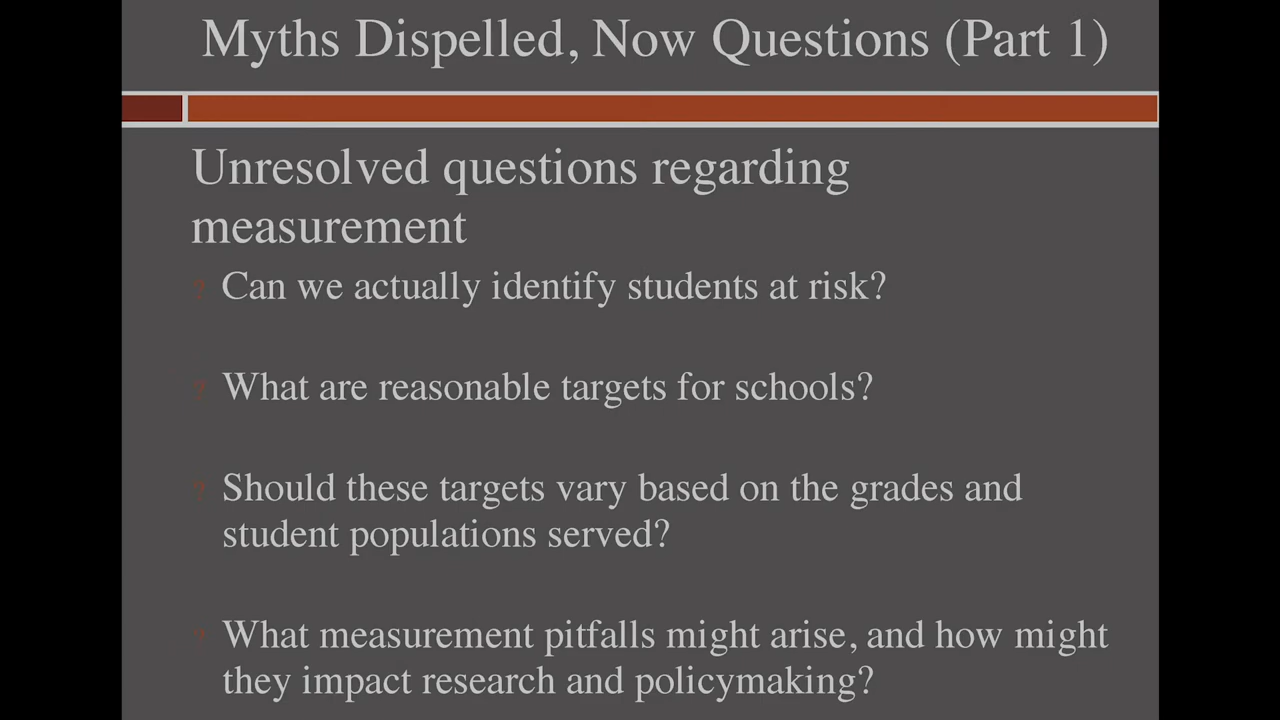 Myths Dispelled, Now Questions (Part 1)
Unresolved questions regarding
measurement
? Can we actually identify students at risk?
? What are reasonable targets for schools?
? Should these targets vary based on the grades and
student populations served?
? What measurement pitfalls might arise, and how might
they impact research and policymaking?